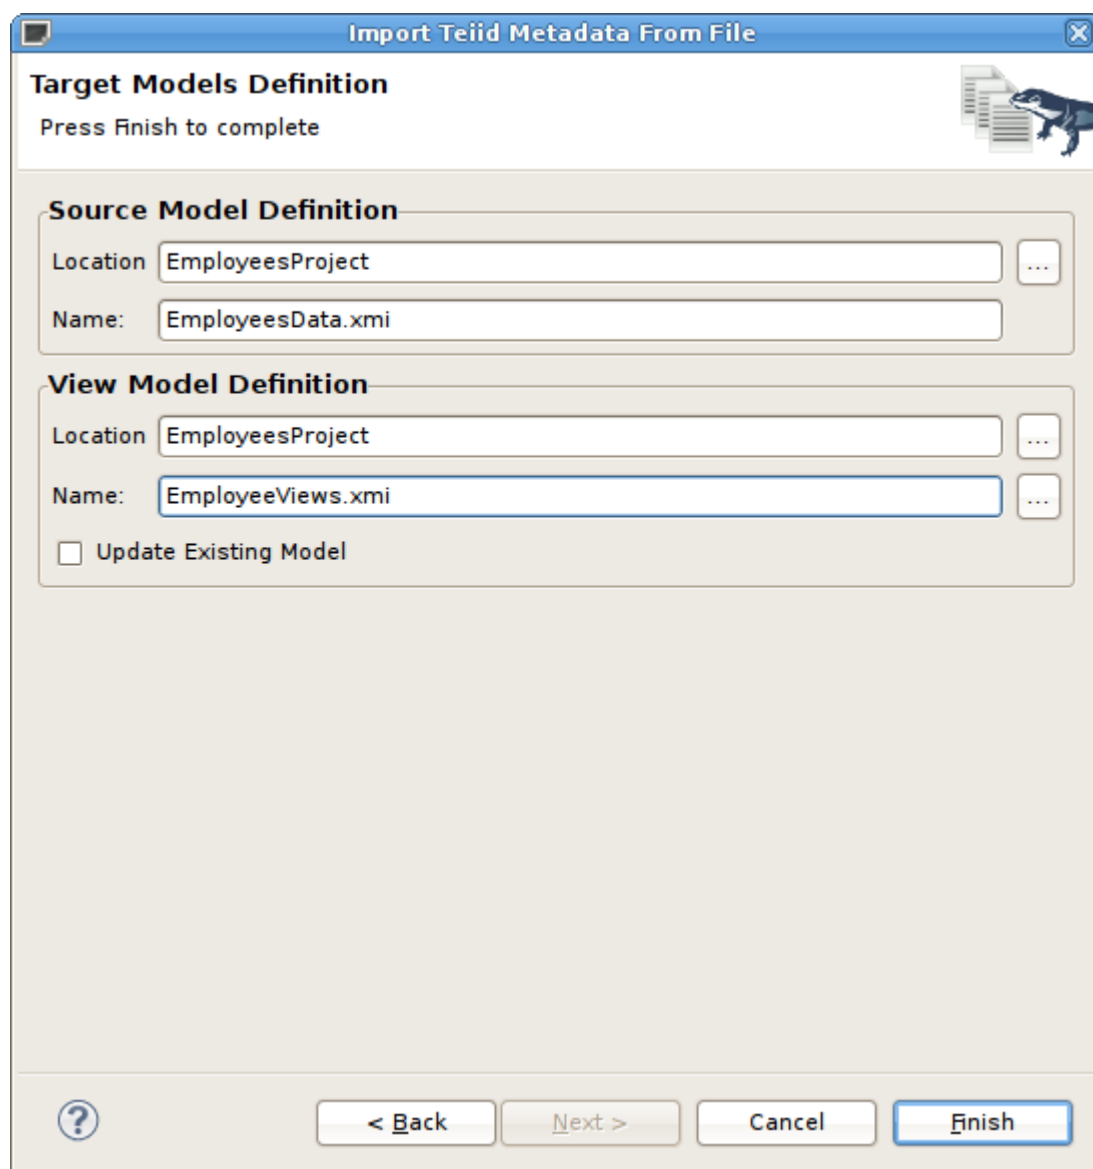 Import Teiid Metadata From File
Target Models Definition
Press Finish to complete
Source Model Definition
Location EmployeesProject ...
Name: EmployeesData.xmi
View Model Definition
Location EmployeesProject ...
Name: EmployeeViews.xmi ...
Update Existing Model
? < Back Next > Cancel Finish